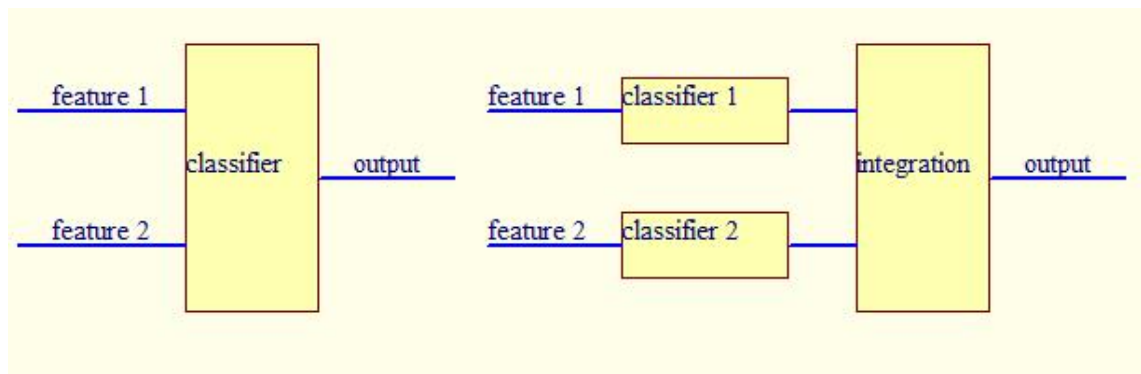 feature 1
classifier
output
feature 2
feature 1
classifier 1
integration
output
feature 2
classifier 2